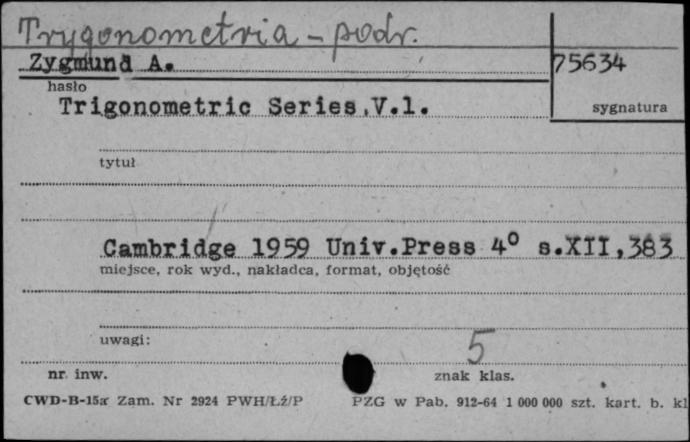 Trygonometria - podr.
Zygmund A.
75634
hasło
Trigonometric Series.V.1.
sygnatura
tytuł
Cambridge 1959 Univ.Press 4° s.XII,383
miejsce, rok wyd., nakładca, format, objętość
uwagi:
5
nr inw.
znak klas.
CWD-B-15a Zam. Nr 2924 PWH/Łź/P PZG w Pab. 912-64 1 000 000 szt. kart. b. kl